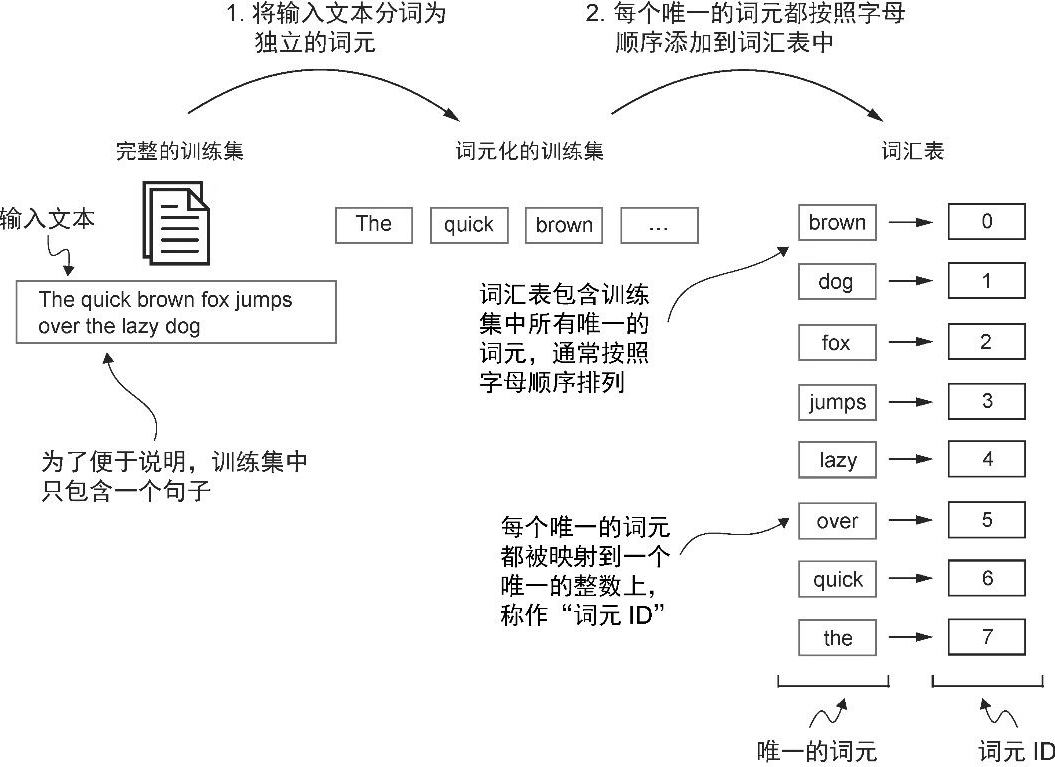 1. 将输入文本分词为
独立的词元
2. 每个唯一的词元都按照字母
顺序添加到词汇表中
完整的训练集
词元化的训练集
词汇表
输入文本
The quick brown fox jumps
over the lazy dog
为了便于说明，训练集中
只包含一个句子
The
quick
brown
...
词汇表包含训练
集中所有唯一的
词元，通常按照
字母顺序排列
每个唯一的词元
都被映射到一个
唯一的整数上，
称作“词元 ID”
brown 0
dog 1
fox 2
jumps 3
lazy 4
over 5
quick 6
the 7
唯一的词元
词元 ID